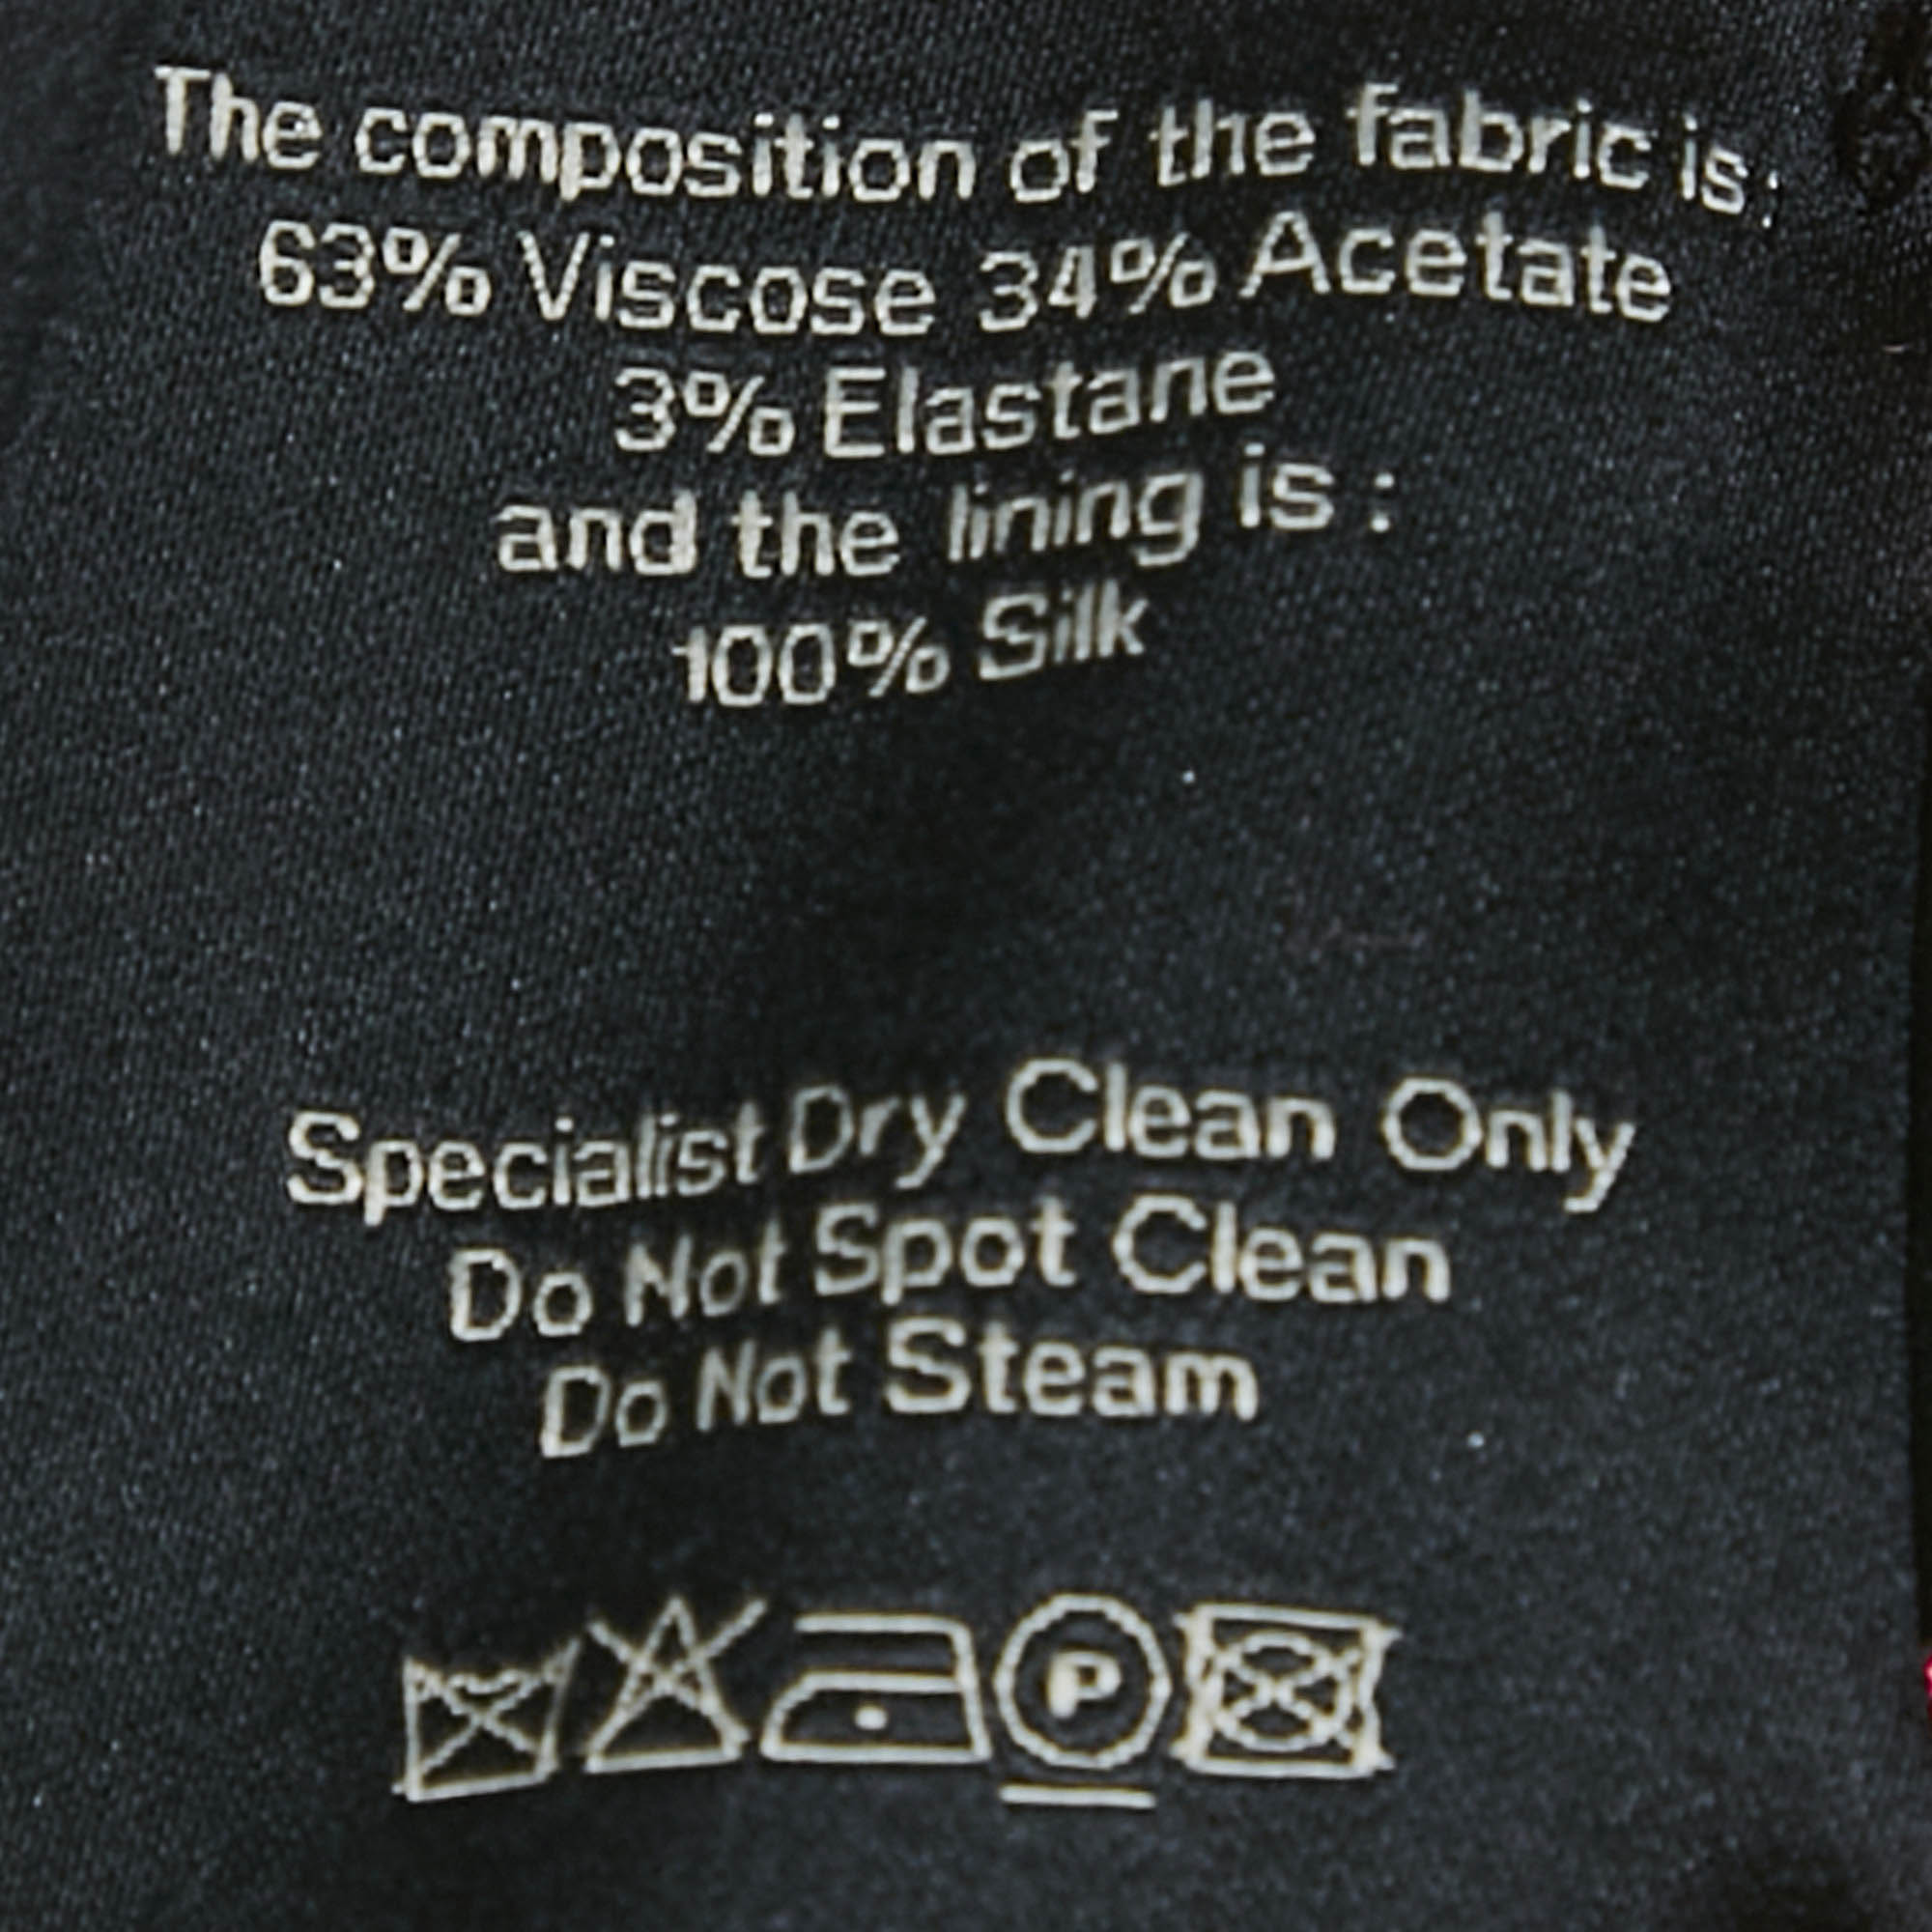 The composition of the fabric is:
63% Viscose 34% Acetate
3% Elastane
and the lining is :
100% Silk
Specialist Dry Clean Only
Do Not Spot Clean
Do Not Steam
P